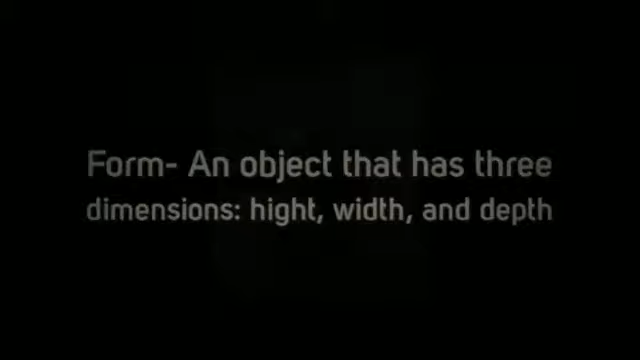 Form- An object that has three
dimensions: hight, width, and depth